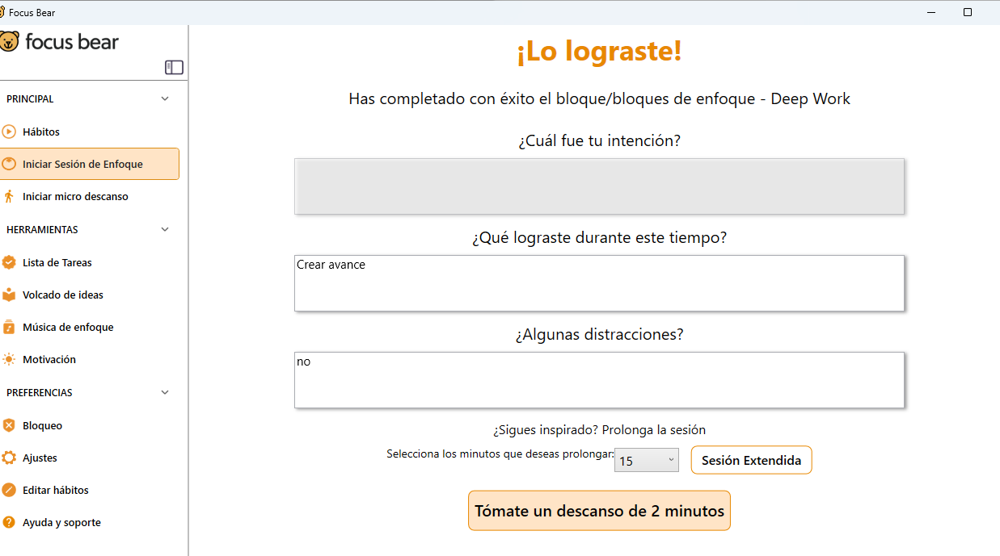 Focus Bear
focus bear
PRINCIPAL
Hábitos
Iniciar Sesión de Enfoque
Iniciar micro descanso
HERRAMIENTAS
Lista de Tareas
Volcado de ideas
Música de enfoque
Motivación
PREFERENCIAS
Bloqueo
Ajustes
Editar hábitos
Ayuda y soporte
¡Lo lograste!
Has completado con éxito el bloque/bloques de enfoque - Deep Work
¿Cuál fue tu intención?
¿Qué lograste durante este tiempo?
Crear avance
¿Algunas distracciones?
no
¿Sigues inspirado? Prolonga la sesión
Selecciona los minutos que deseas prolongar: 15 Sesión Extendida
Tómate un descanso de 2 minutos